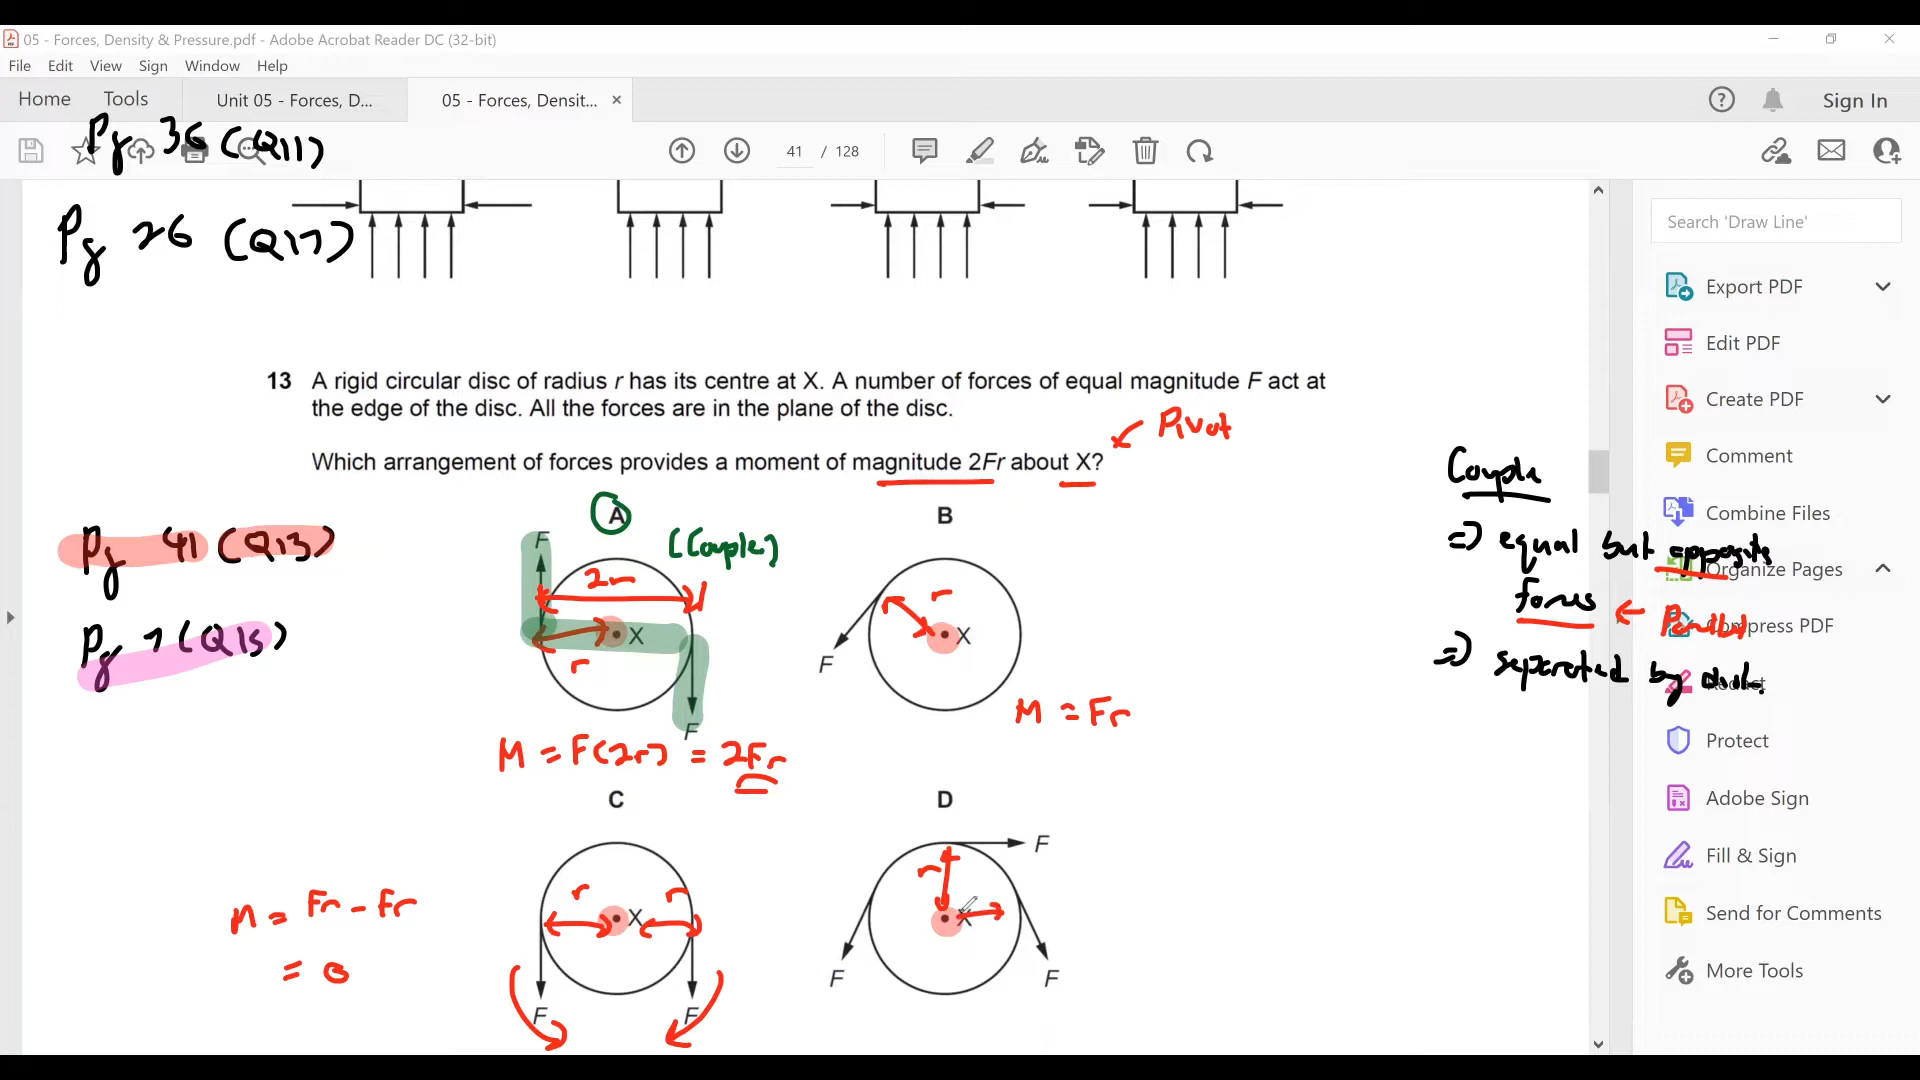 05 - Forces, Density & Pressure.pdf - Adobe Acrobat Reader DC (32-bit)
File Edit View Sign Window Help
Home Tools Unit 05 - Forces, D... 05 - Forces, Densit... × Sign In
Pg 36 (Q11)
41 / 128
Pg 26 (Q17)
Search 'Draw Line'
Export PDF
Edit PDF
Create PDF
Comment
Combine Files
Organize Pages
Compress PDF
Redact
Protect
Adobe Sign
Fill & Sign
Send for Comments
More Tools
13 A rigid circular disc of radius r has its centre at X. A number of forces of equal magnitude F act at
the edge of the disc. All the forces are in the plane of the disc.
Pivot
Which arrangement of forces provides a moment of magnitude 2Fr about X?
Couple
=) equal but opposite
forces ← Parallel
=) separated by
Pg 41 (Q13)
Pg 7 (Q15)
A
(Couple)
F
2r
X
r
F
M = F(2r) = 2Fr
B
r
X
F
M = Fr
C
r r
X
F F
M = Fr - Fr
= 0
D
F
r
X
F F